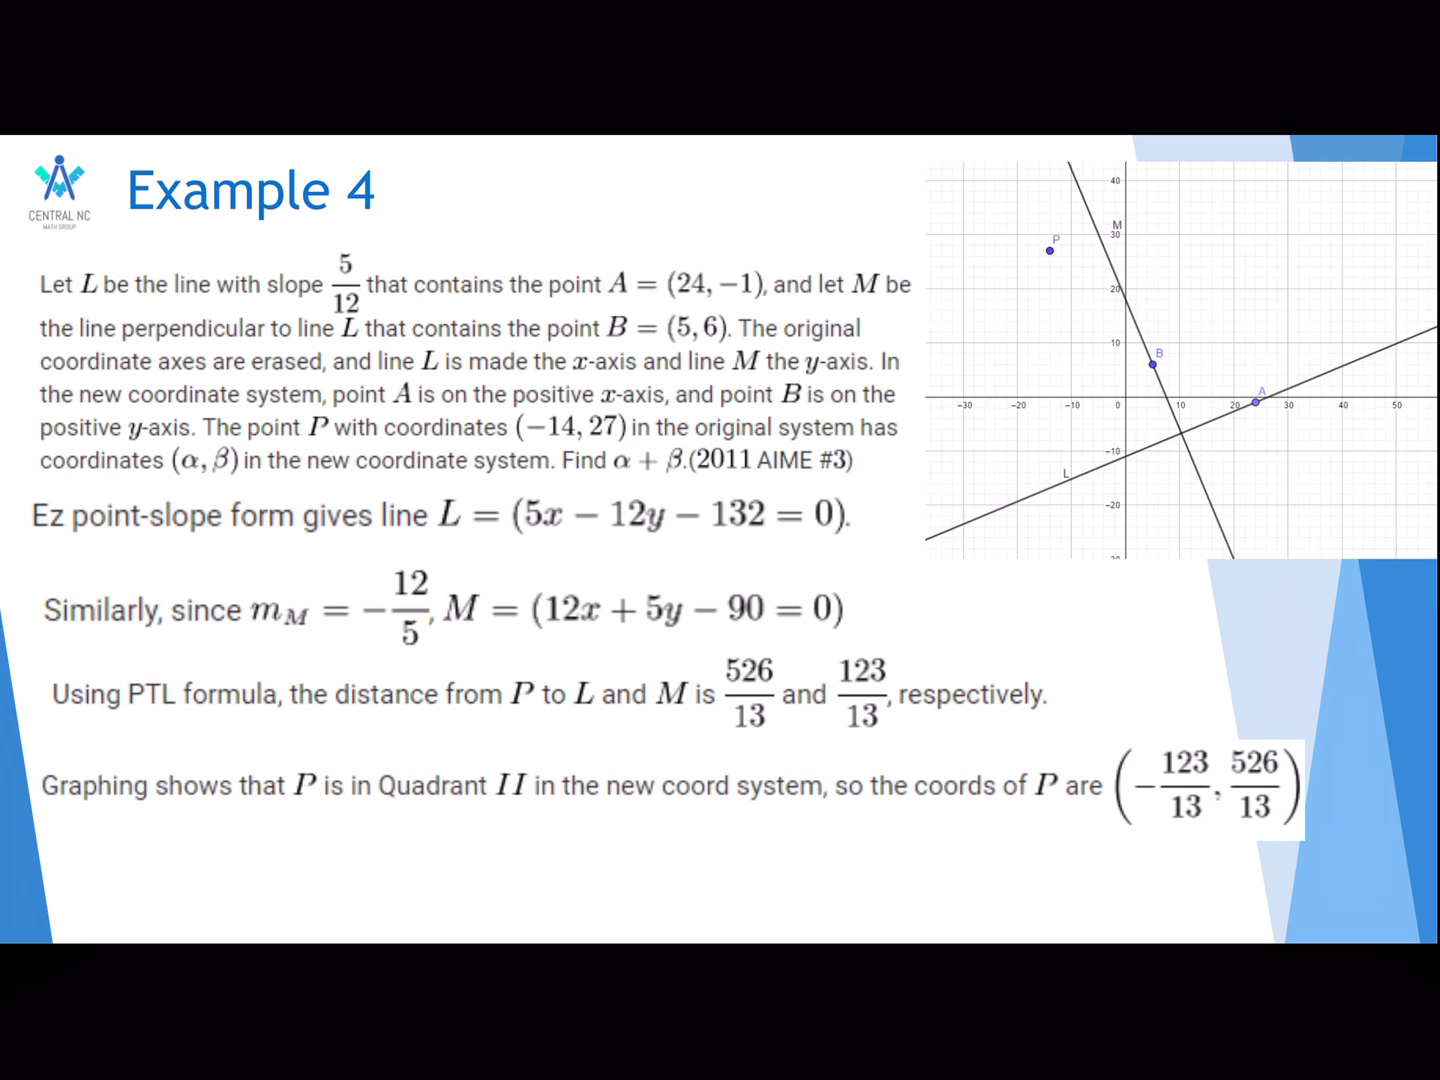 CENTRAL NC
MATH GROUP
Example 4
Let L be the line with slope 5/12 that contains the point A = (24, −1), and let M be
the line perpendicular to line L that contains the point B = (5, 6). The original
coordinate axes are erased, and line L is made the x-axis and line M the y-axis. In
the new coordinate system, point A is on the positive x-axis, and point B is on the
positive y-axis. The point P with coordinates (−14, 27) in the original system has
coordinates (α, β) in the new coordinate system. Find α + β.(2011 AIME #3)
Ez point-slope form gives line L = (5x − 12y − 132 = 0).
Similarly, since m_M = −12/5, M = (12x + 5y − 90 = 0)
Using PTL formula, the distance from P to L and M is 526/13 and 123/13, respectively.
Graphing shows that P is in Quadrant II in the new coord system, so the coords of P are (−123/13, 526/13)
40
M
30
P
20
10
B
A
−30 −20 −10 0 10 20 30 40 50
−10
L
−20